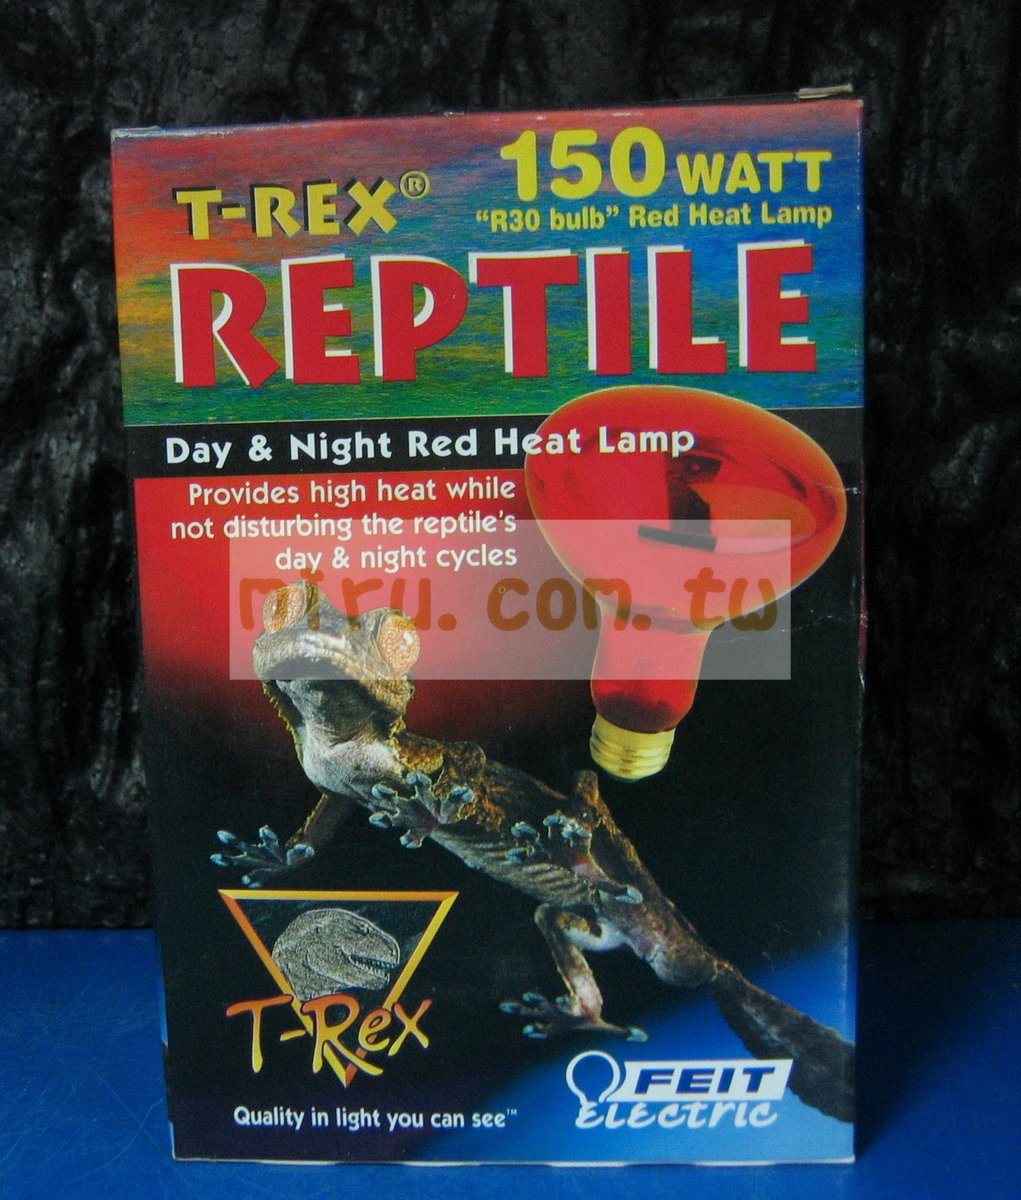 T-REX®
150 WATT
"R30 bulb" Red Heat Lamp
REPTILE
Day & Night Red Heat Lamp
Provides high heat while
not disturbing the reptile's
day & night cycles
miru.com.tw
T-Rex
Quality in light you can see™
FEIT
Electric